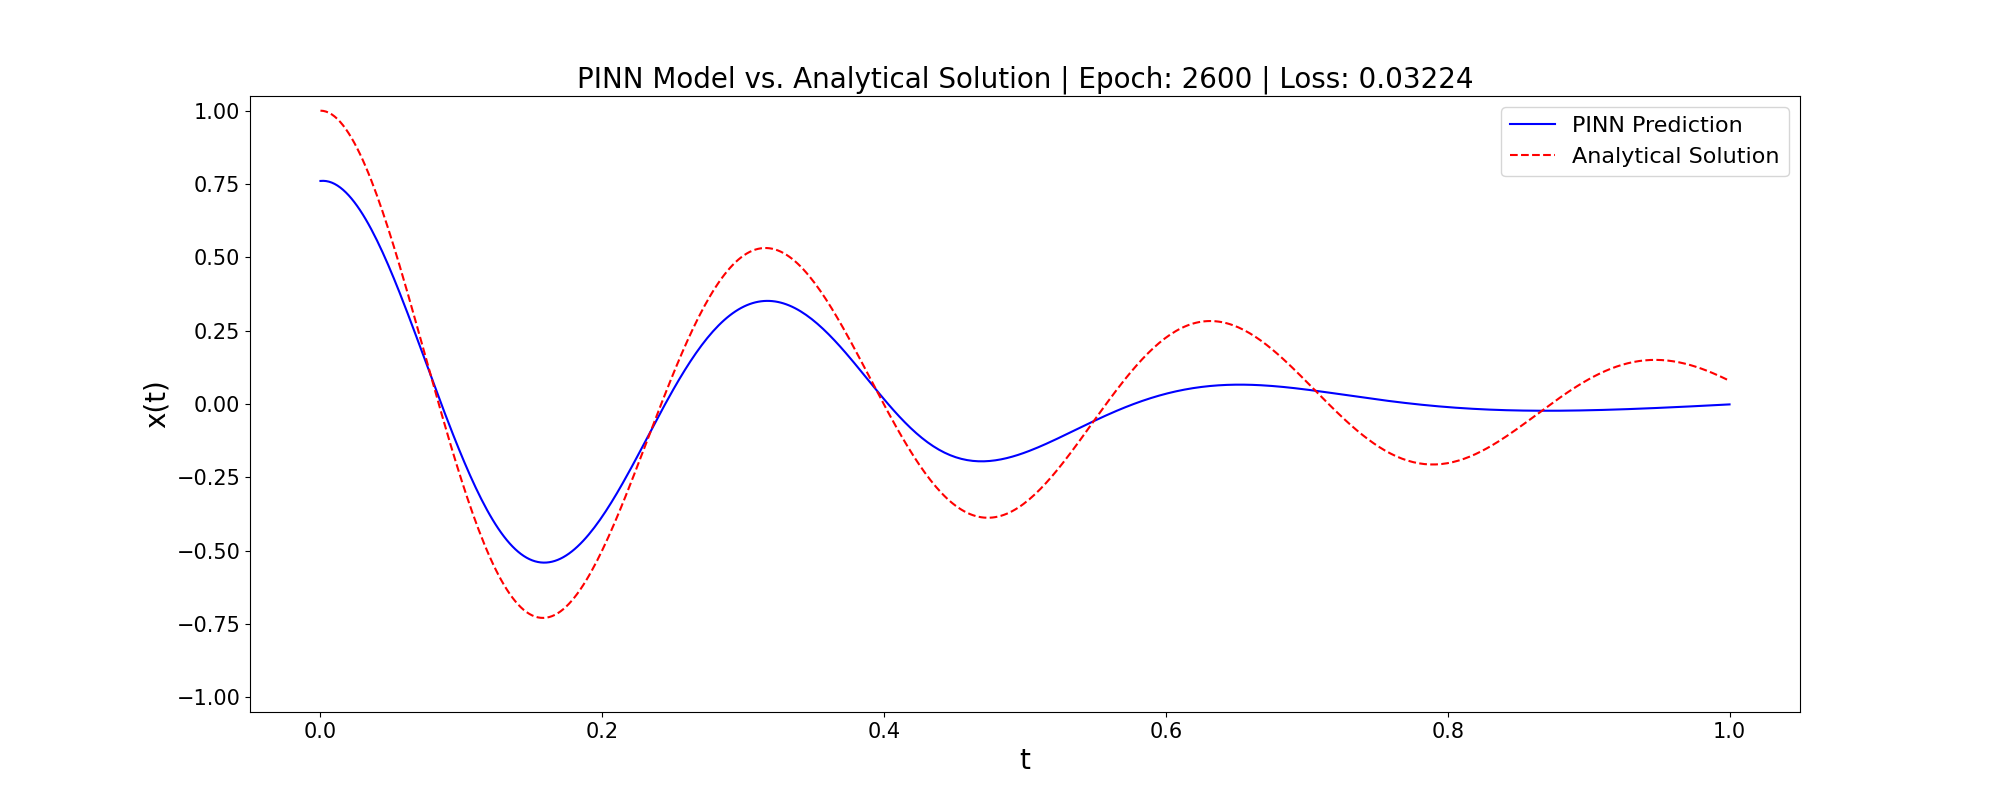 PINN Model vs. Analytical Solution | Epoch: 2600 | Loss: 0.03224
PINN Prediction
Analytical Solution
1.00
0.75
0.50
0.25
0.00
−0.25
−0.50
−0.75
−1.00
x(t)
0.0 0.2 0.4 0.6 0.8 1.0
t